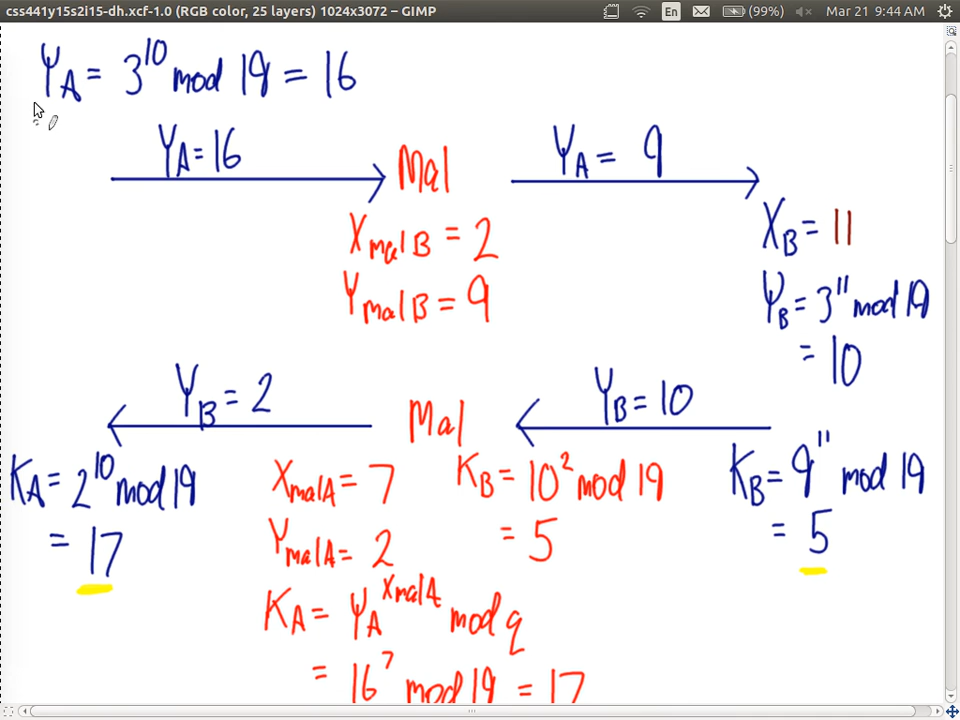 css441y15s2i15-dh.xcf-1.0 (RGB color, 25 layers) 1024x3072 – GIMP
En
(99%)
Mar 21 9:44 AM
Y_A = 3^10 mod 19 = 16
Y_A = 16
Mal
Y_A = 9
X_malB = 2
Y_malB = 9
X_B = 11
Y_B = 3^11 mod 19
= 10
Y_B = 2
Mal
Y_B = 10
K_A = 2^10 mod 19
= 17
X_malA = 7
Y_malA = 2
K_B = 10^2 mod 19
= 5
K_B = 9^11 mod 19
= 5
K_A = Y_A^X_malA mod q
= 16^7 mod 19 = 17